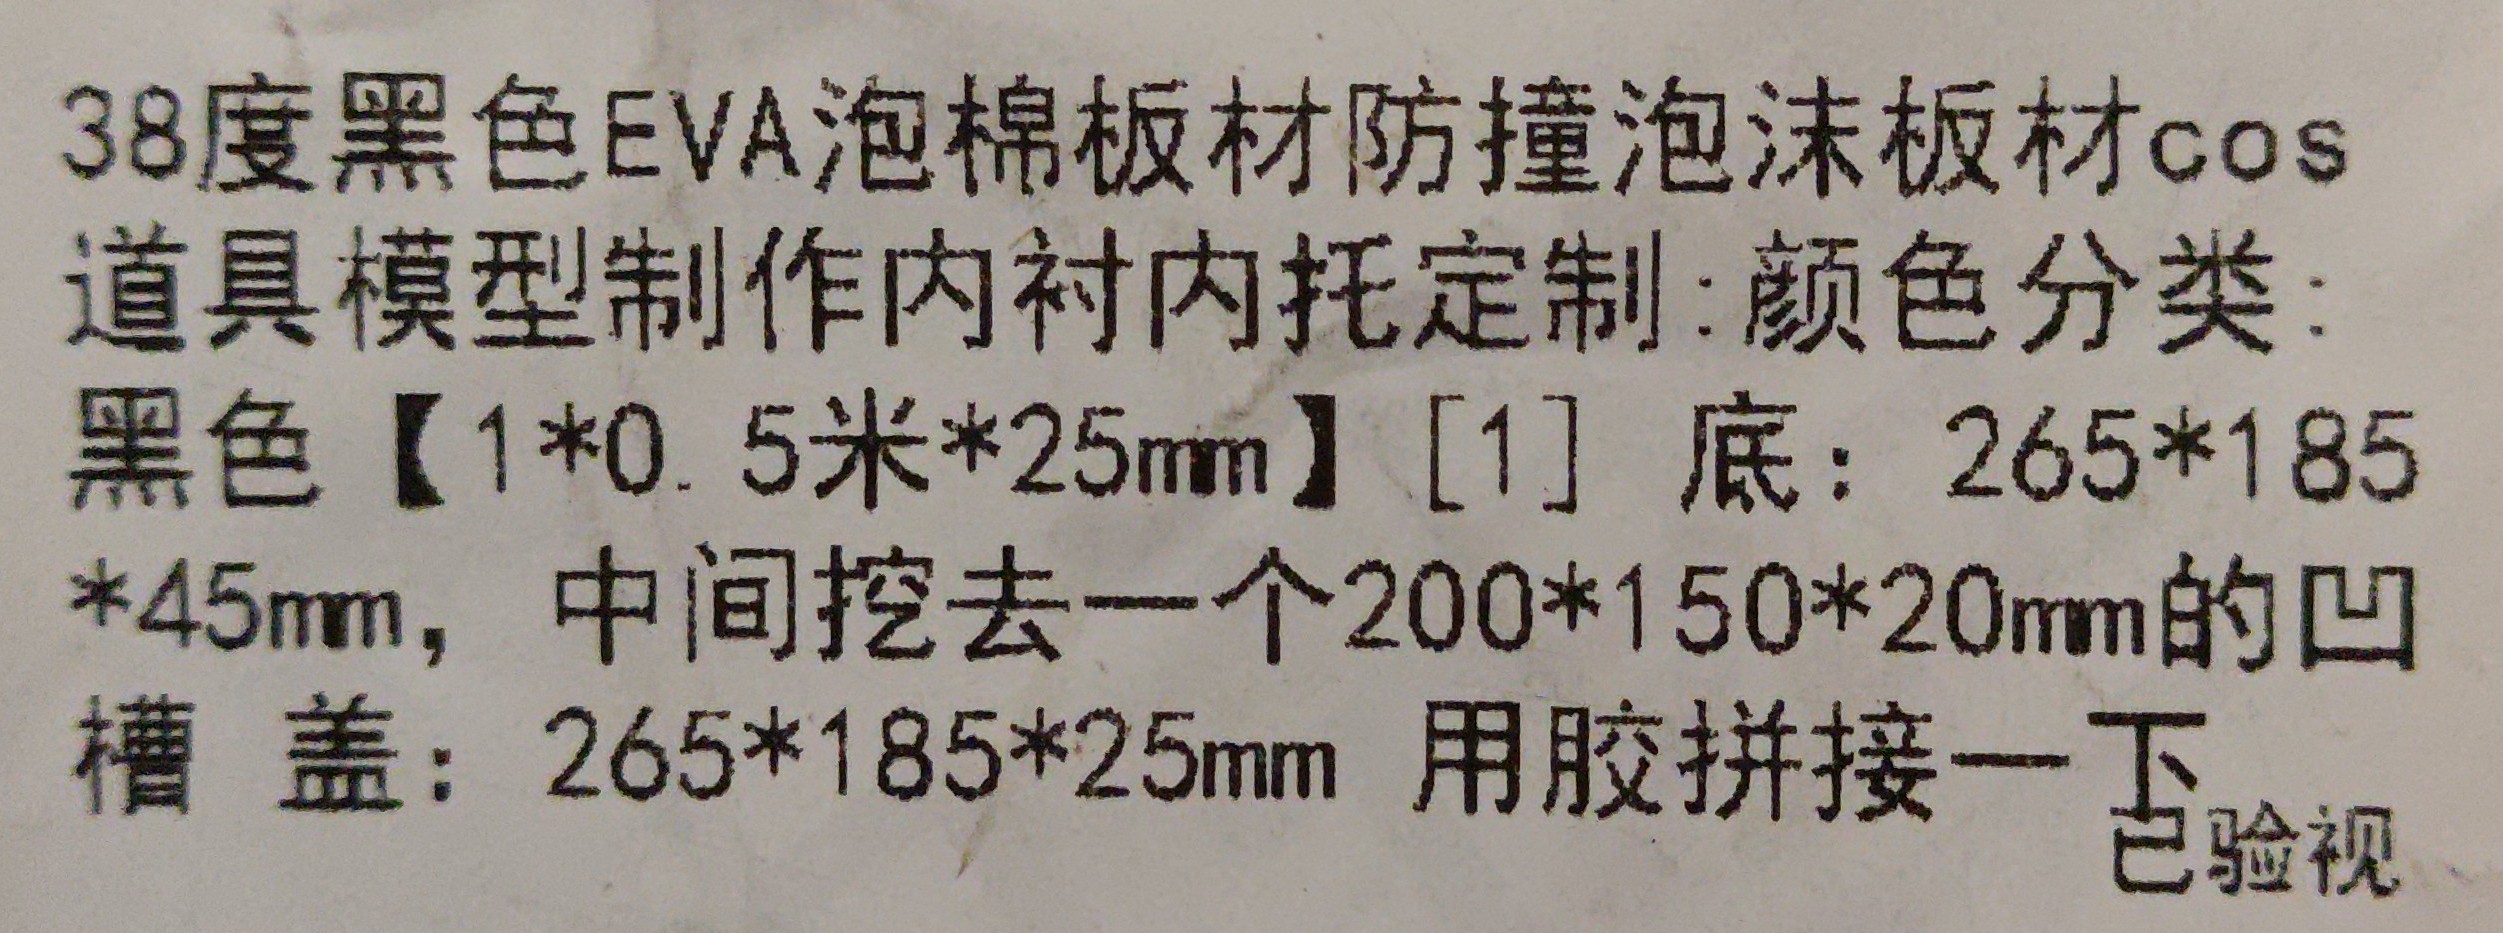 38度黑色EVA泡棉板材防撞泡沫板材cos
道具模型制作内衬内托定制:颜色分类:
黑色【1*0.5米*25mm】[1] 底：265*185
*45mm，中间挖去一个200*150*20mm的凹
槽 盖：265*185*25mm 用胶拼接一下
已验视